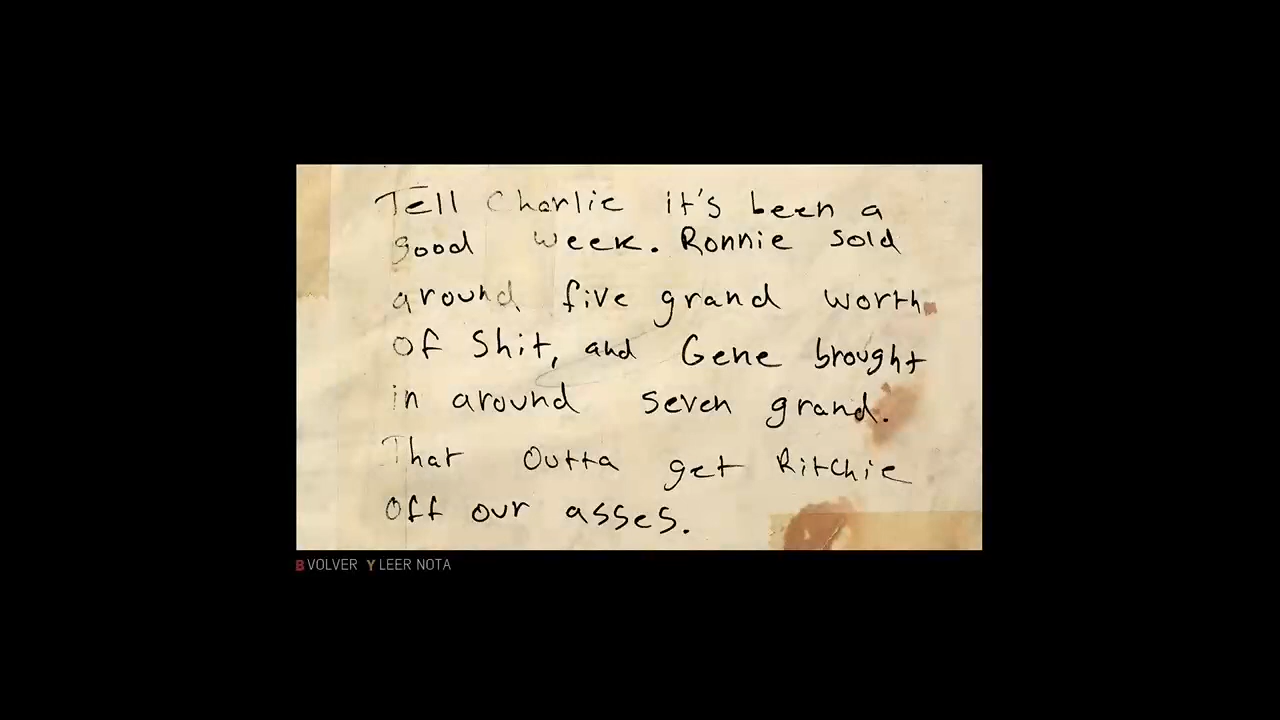 Tell Charlie it's been a
good week. Ronnie sold
around five grand worth
of shit, and Gene brought
in around seven grand.
That outta get Ritchie
off our asses.
B VOLVER Y LEER NOTA